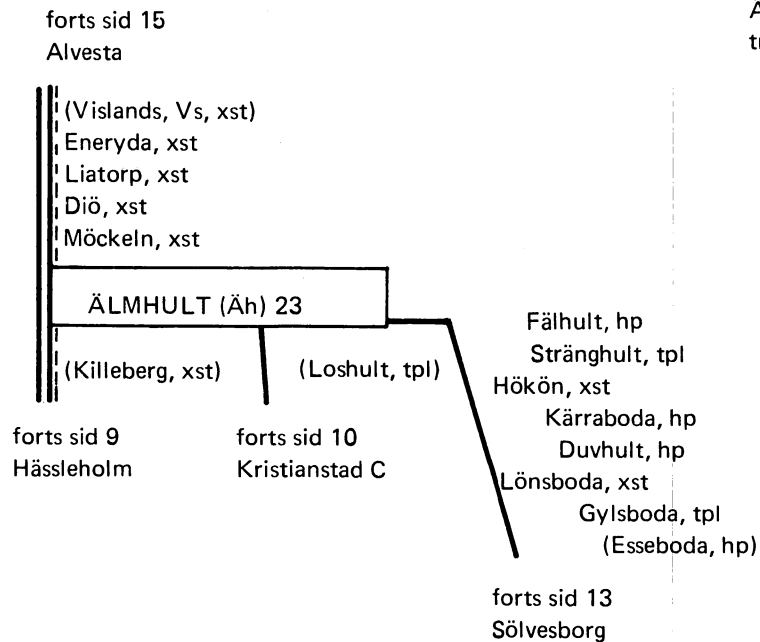 forts sid 15
Alvesta
(Vislands, Vs, xst)
Eneryda, xst
Liatorp, xst
Diö, xst
Möckeln, xst
ÄLMHULT (Äh) 23
(Killeberg, xst)
(Loshult, tpl)
forts sid 9
Hässleholm
forts sid 10
Kristianstad C
Fälhult, hp
Stränghult, tpl
Hökön, xst
Kärraboda, hp
Duvhult, hp
Lönsboda, xst
Gylsboda, tpl
(Esseboda, hp)
forts sid 13
Sölvesborg